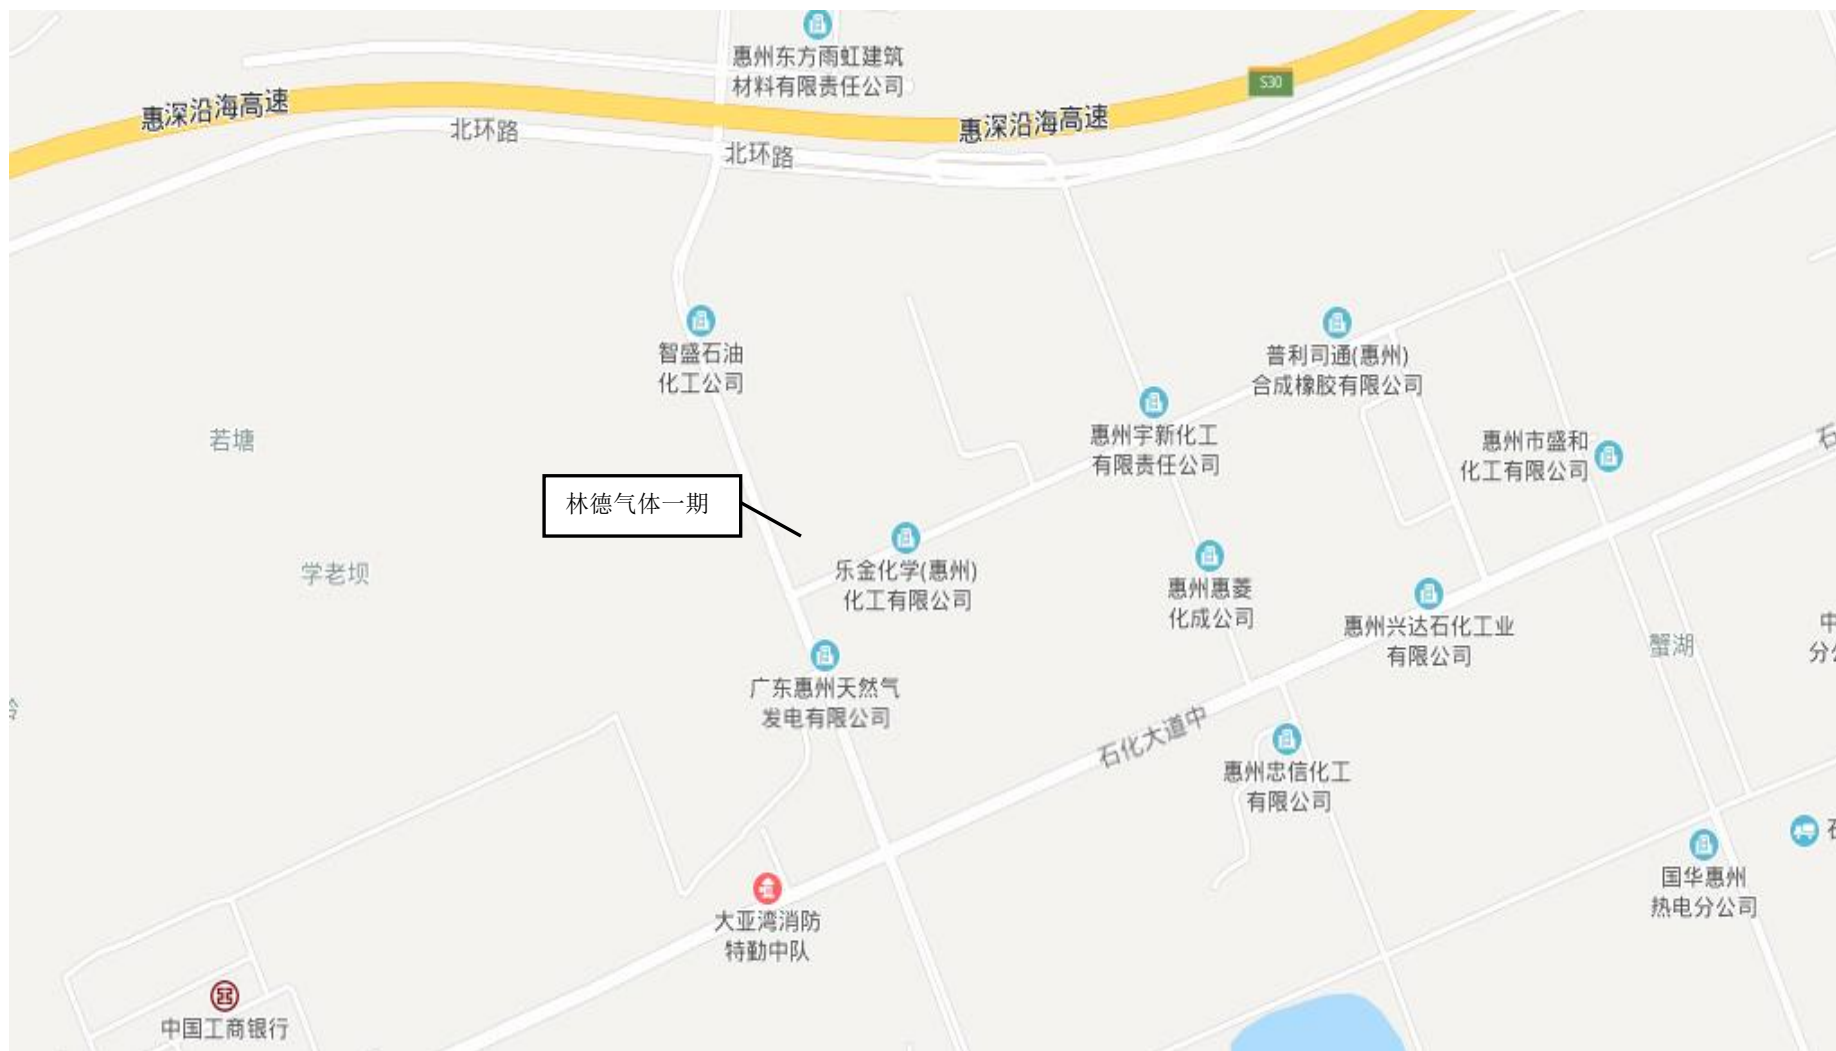 惠州东方雨虹建筑
材料有限责任公司
S30
惠深沿海高速
惠深沿海高速
北环路
北环路
智盛石油
化工公司
普利司通(惠州)
合成橡胶有限公司
惠州宇新化工
有限责任公司
若塘
惠州市盛和
化工有限公司
石
林德气体一期
乐金化学(惠州)
化工有限公司
学老坝
惠州惠菱
化成公司
惠州兴达石化工业
有限公司
蟹湖
中
分公
广东惠州天然气
发电有限公司
石化大道中
惠州忠信化工
有限公司
国华惠州
热电分公司
大亚湾消防
特勤中队
中国工商银行